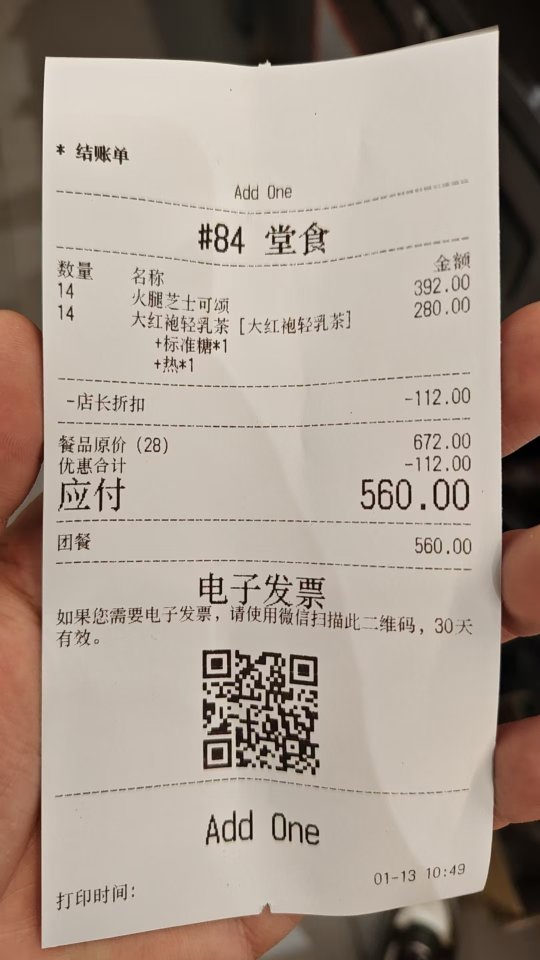 * 结账单
Add One
#84 堂食
数量 名称 金额
14 火腿芝士可颂 392.00
14 大红袍轻乳茶 [大红袍轻乳茶] 280.00
+标准糖*1
+热*1
-店长折扣 -112.00
餐品原价 (28) 672.00
优惠合计 -112.00
应付 560.00
团餐 560.00
电子发票
如果您需要电子发票，请使用微信扫描此二维码，30天
有效。
Add One
打印时间: 01-13 10:49